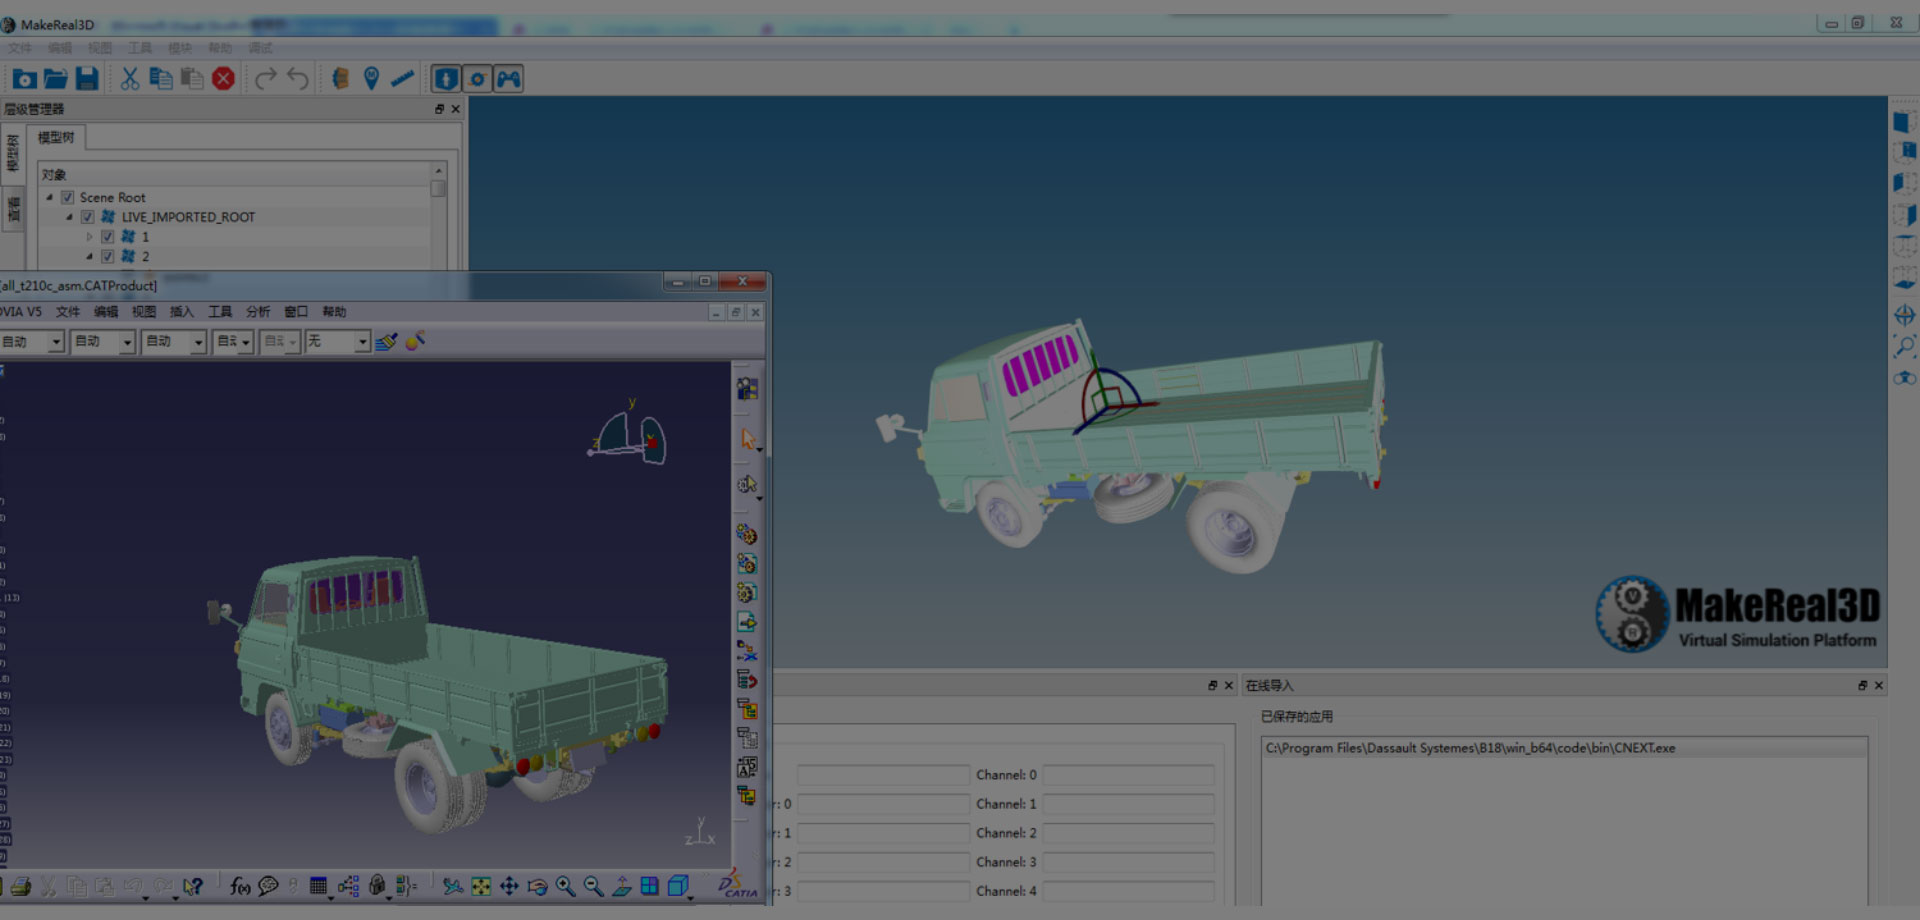 MakeReal3D
文件 编辑 视图 工具 模块 帮助 调试
层级管理器
模型树
模型树
对象
Scene Root
LIVE_IMPORTED_ROOT
1
2
all_t210c_asm.CATProduct]
OVIA V5 文件 编辑 视图 插入 工具 分析 窗口 帮助
自动 自动 自动 无
y
z
y
z x
CATIA
MakeReal3D
Virtual Simulation Platform
在线导入
已保存的应用
C:\Program Files\Dassault Systemes\B18\win_b64\code\bin\CNEXT.exe
Channel: 0
r: 0 Channel: 1
r: 1 Channel: 2
r: 2 Channel: 3
r: 3 Channel: 4